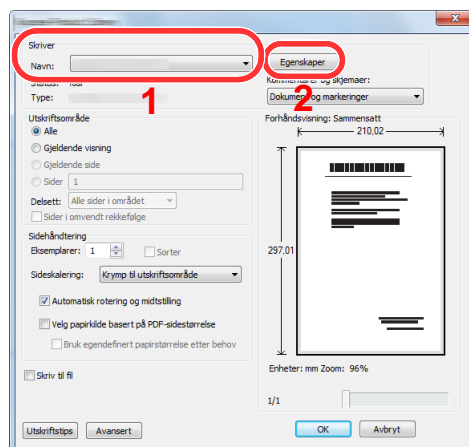 Skriver
Navn:
Egenskaper
Status: Klar
Kommentarer og skjemaer:
Type:
1
2
Dokument og markeringer
Utskriftsområde
Alle
Gjeldende visning
Gjeldende side
Sider 1
Delsett: Alle sider i området
Sider i omvendt rekkefølge
Forhåndsvisning: Sammensatt
210,02
297,01
Sidehåndtering
Eksemplarer: 1
Sorter
Sideskalering: Krymp til utskriftsområde
Automatisk rotering og midtstilling
Velg papirkilde basert på PDF-sidestørrelse
Bruk egendefinert papirstørrelse etter behov
Enheter: mm Zoom: 96%
Skriv til fil
1/1
Utskriftstips
Avansert
OK
Avbryt